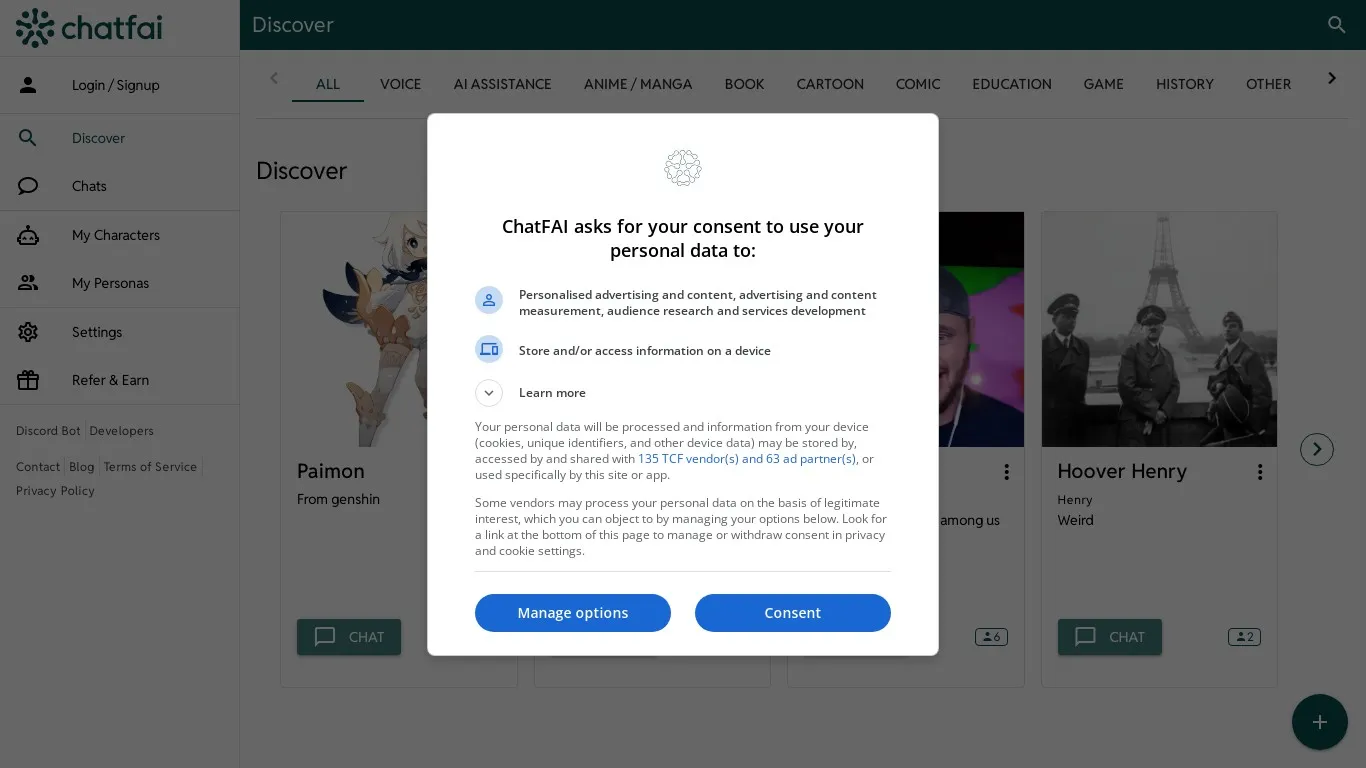 chatfai
Discover
Login / Signup
Discover
Chats
My Characters
My Personas
Settings
Refer & Earn
Discord Bot
Developers
Contact
Blog
Terms of Service
Privacy Policy
ALL
VOICE
AI ASSISTANCE
ANIME / MANGA
BOOK
CARTOON
COMIC
EDUCATION
GAME
HISTORY
OTHER
Discover
Paimon
From genshin
CHAT
among us
6
Hoover Henry
Henry
Weird
CHAT
2
ChatFAI asks for your consent to use your
personal data to:
Personalised advertising and content, advertising and content
measurement, audience research and services development
Store and/or access information on a device
Learn more
Your personal data will be processed and information from your device
(cookies, unique identifiers, and other device data) may be stored by,
accessed by and shared with 135 TCF vendor(s) and 63 ad partner(s), or
used specifically by this site or app.
Some vendors may process your personal data on the basis of legitimate
interest, which you can object to by managing your options below. Look for
a link at the bottom of this page to manage or withdraw consent in privacy
and cookie settings.
Manage options
Consent